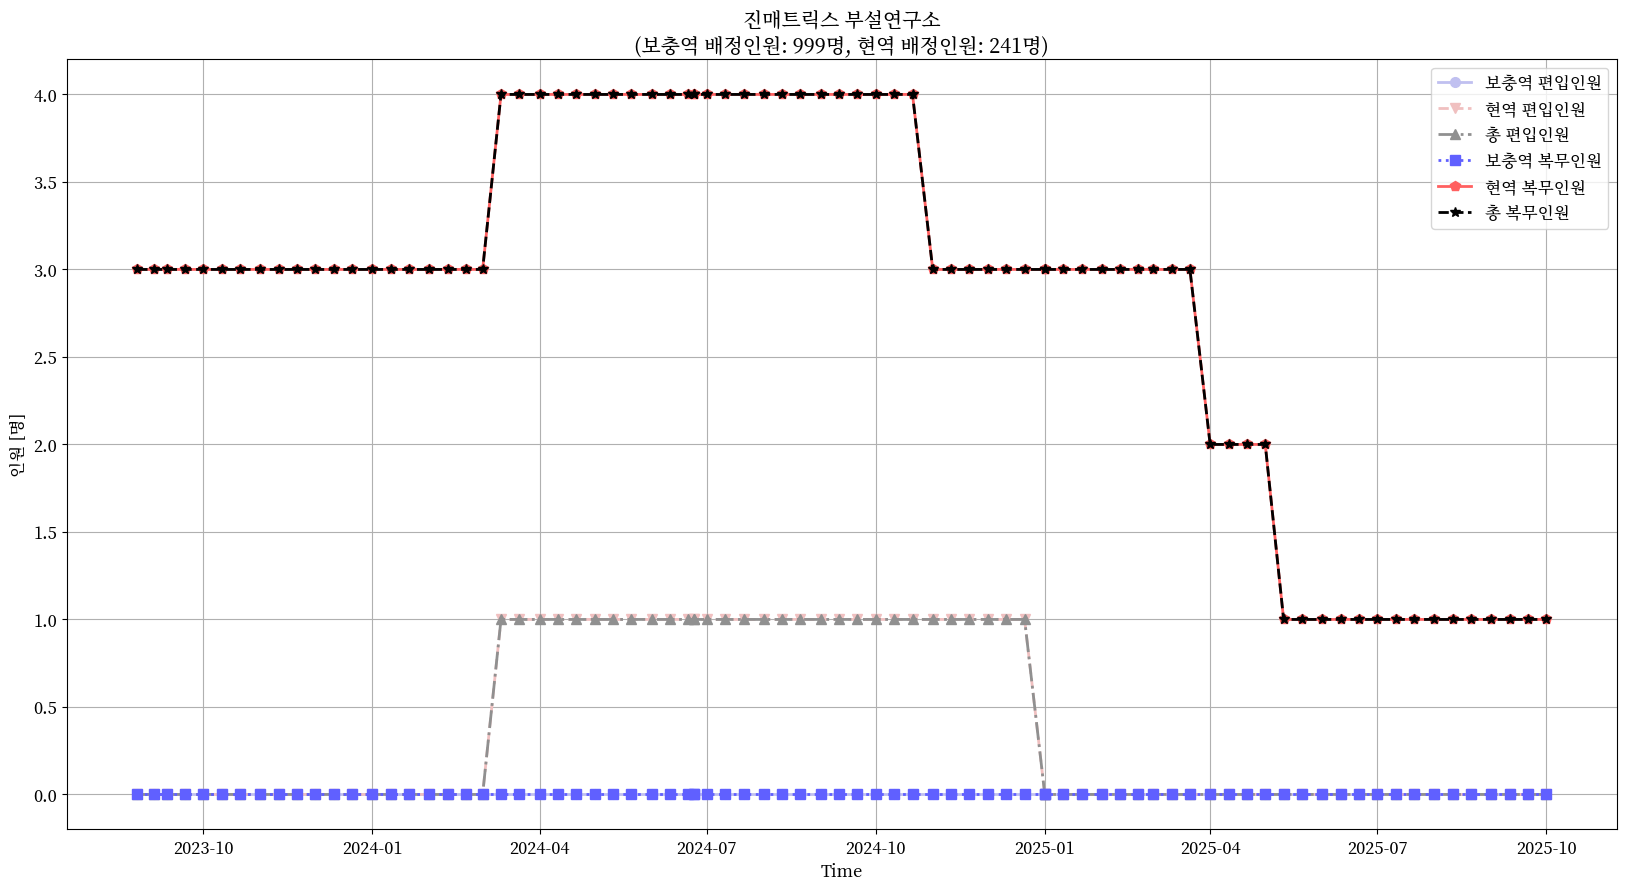 진매트릭스 부설연구소
(보충역 배정인원: 999명, 현역 배정인원: 241명)
보충역 편입인원
현역 편입인원
총 편입인원
보충역 복무인원
현역 복무인원
총 복무인원
4.0
3.5
3.0
2.5
2.0
1.5
1.0
0.5
0.0
인원 [명]
2023-10 2024-01 2024-04 2024-07 2024-10 2025-01 2025-04 2025-07 2025-10
Time